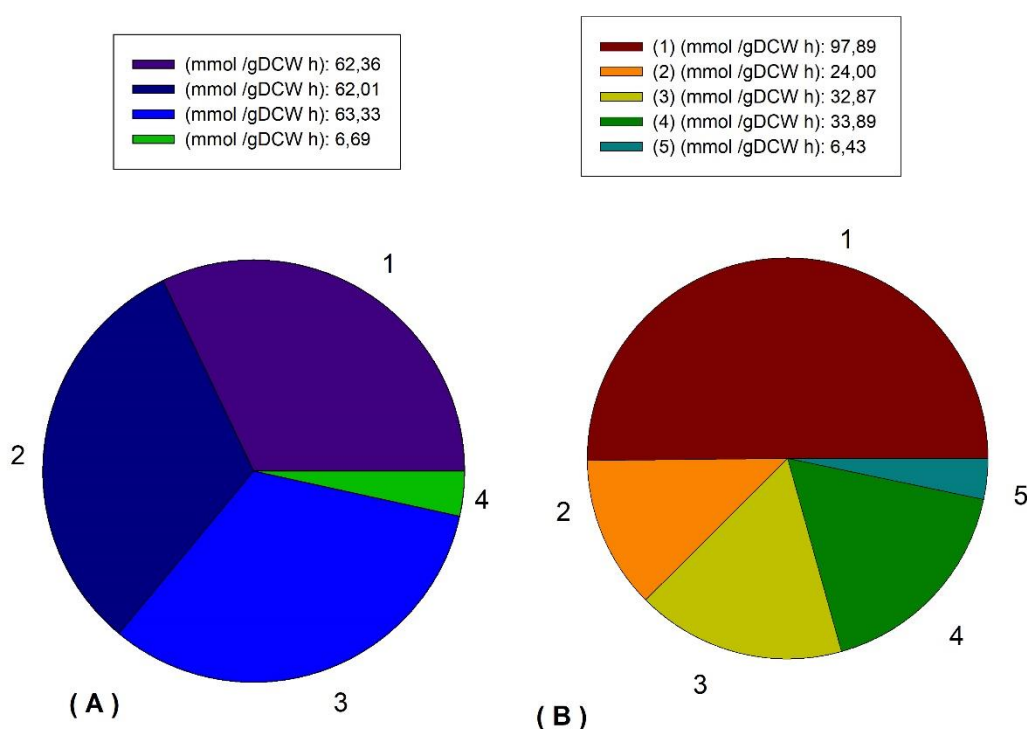 (mmol /gDCW h): 62,36
(mmol /gDCW h): 62,01
(mmol /gDCW h): 63,33
(mmol /gDCW h): 6,69
1
2
3
4
( A )
(1) (mmol /gDCW h): 97,89
(2) (mmol /gDCW h): 24,00
(3) (mmol /gDCW h): 32,87
(4) (mmol /gDCW h): 33,89
(5) (mmol /gDCW h): 6,43
1
2
3
4
5
( B )